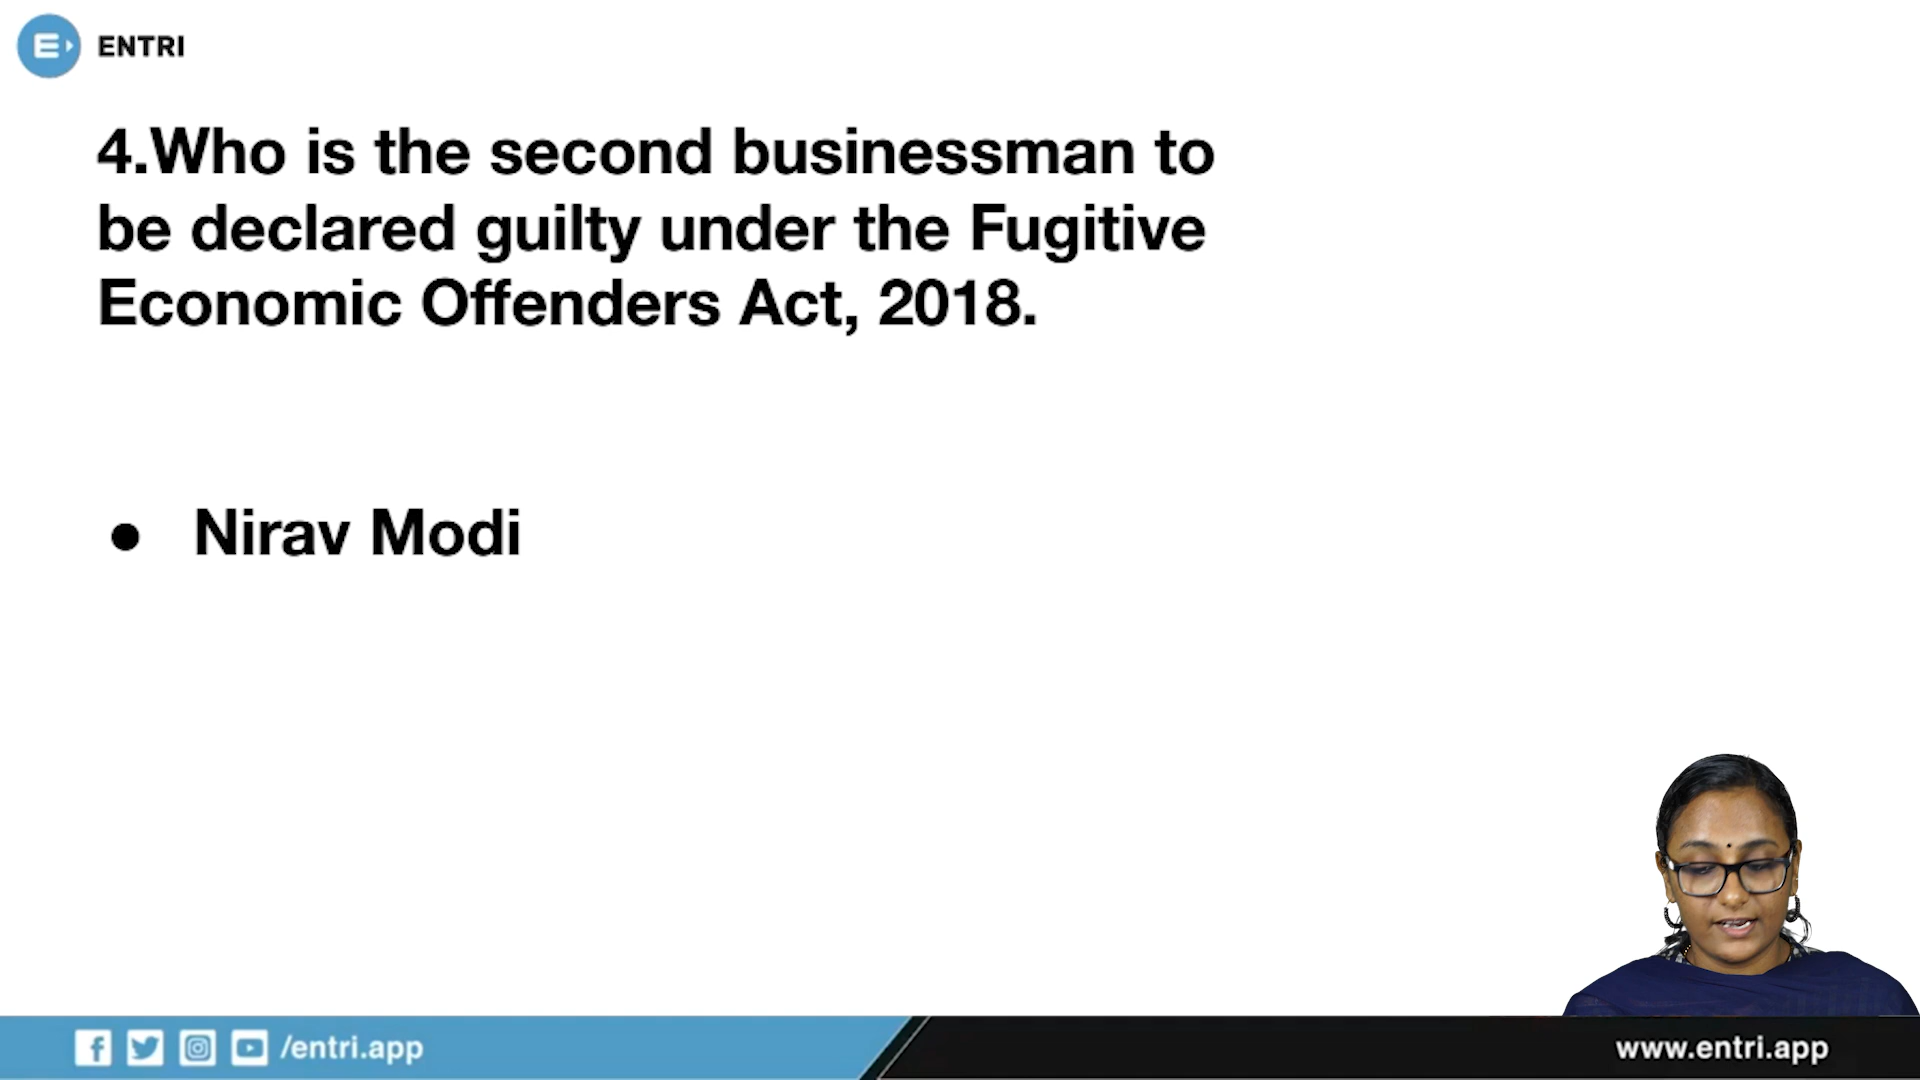 ENTRI
4.Who is the second businessman to
be declared guilty under the Fugitive
Economic Offenders Act, 2018.
● Nirav Modi
/entri.app
www.entri.app